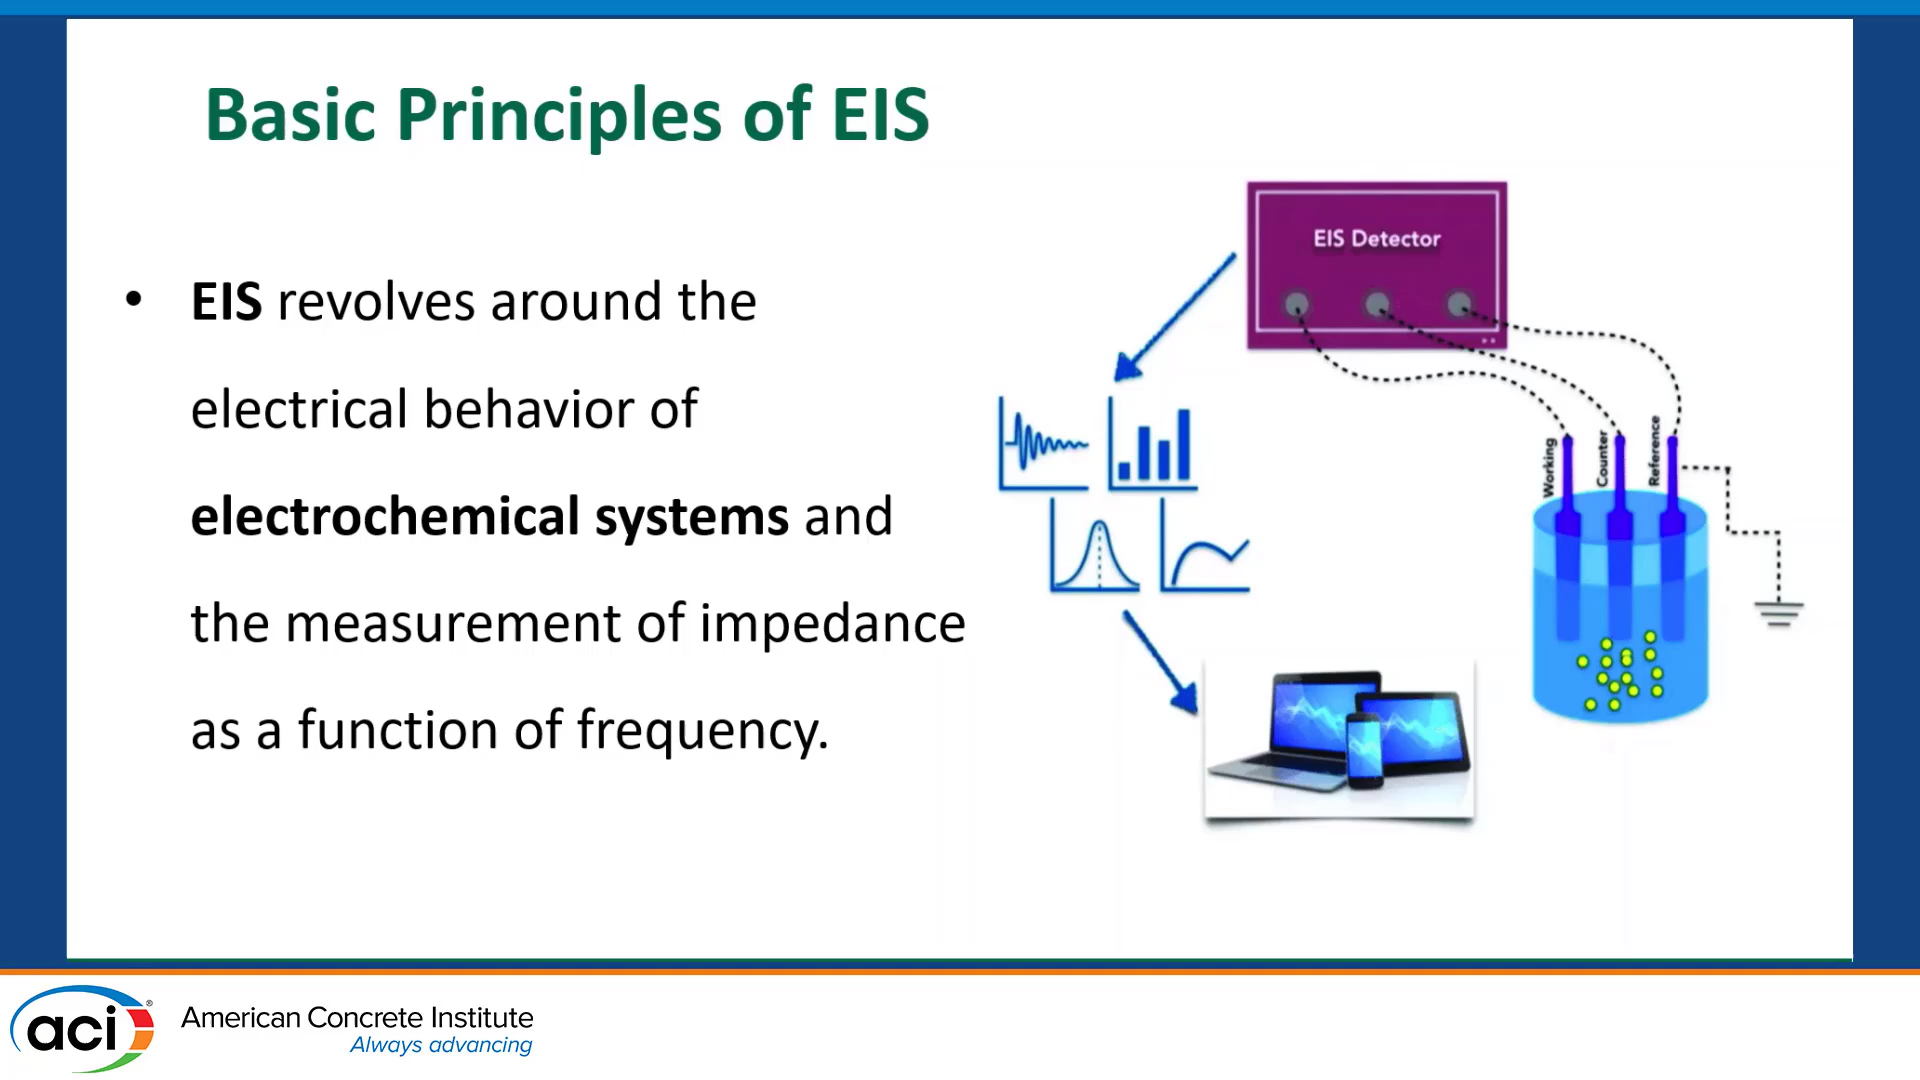 Basic Principles of EIS
• EIS revolves around the
electrical behavior of
electrochemical systems and
the measurement of impedance
as a function of frequency.
EIS Detector
Working
Counter
Reference
aci®
American Concrete Institute
Always advancing